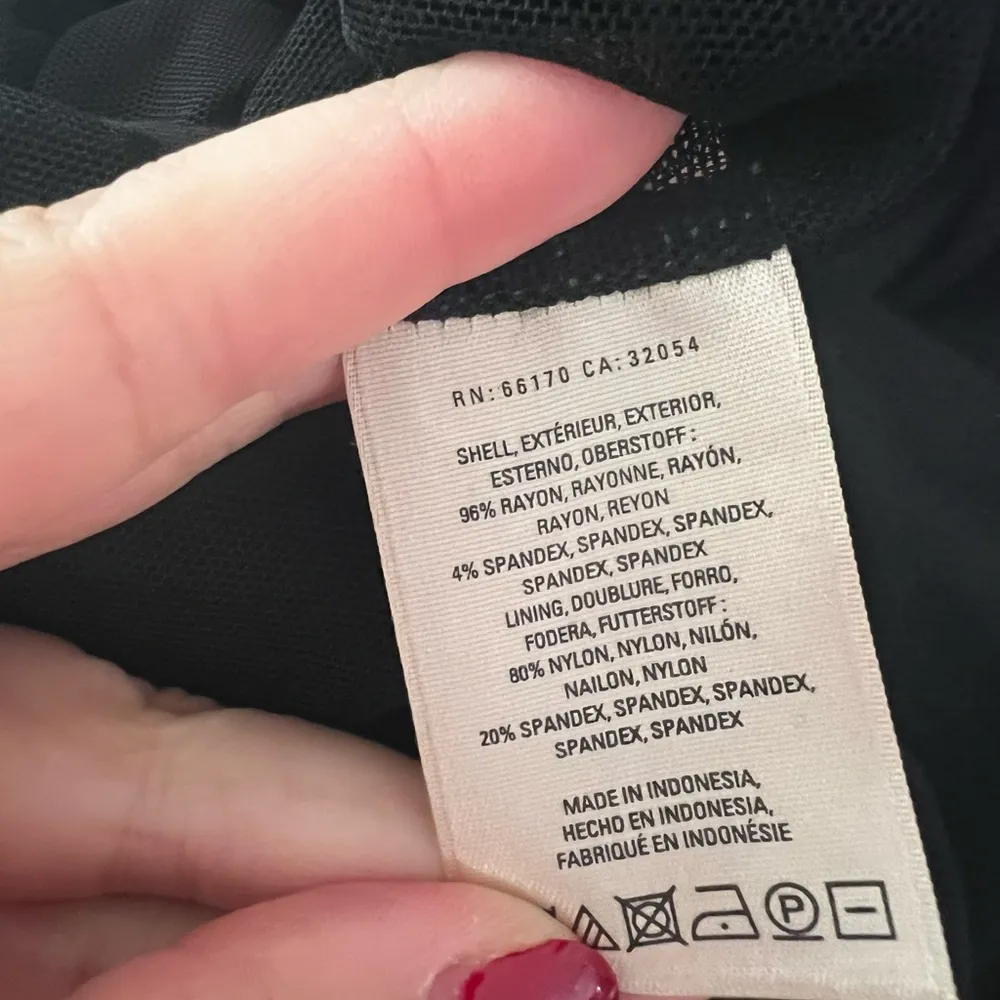 RN:66170 CA:32054
SHELL, EXTÉRIEUR, EXTERIOR,
ESTERNO, OBERSTOFF:
96% RAYON, RAYONNE, RAYÓN,
RAYON, REYON
4% SPANDEX, SPANDEX, SPANDEX,
SPANDEX, SPANDEX
LINING, DOUBLURE, FORRO,
FODERA, FUTTERSTOFF:
80% NYLON, NYLON, NILÓN,
NAILON, NYLON
20% SPANDEX, SPANDEX, SPANDEX,
SPANDEX, SPANDEX
MADE IN INDONESIA,
HECHO EN INDONESIA,
FABRIQUÉ EN INDONÉSIE
P